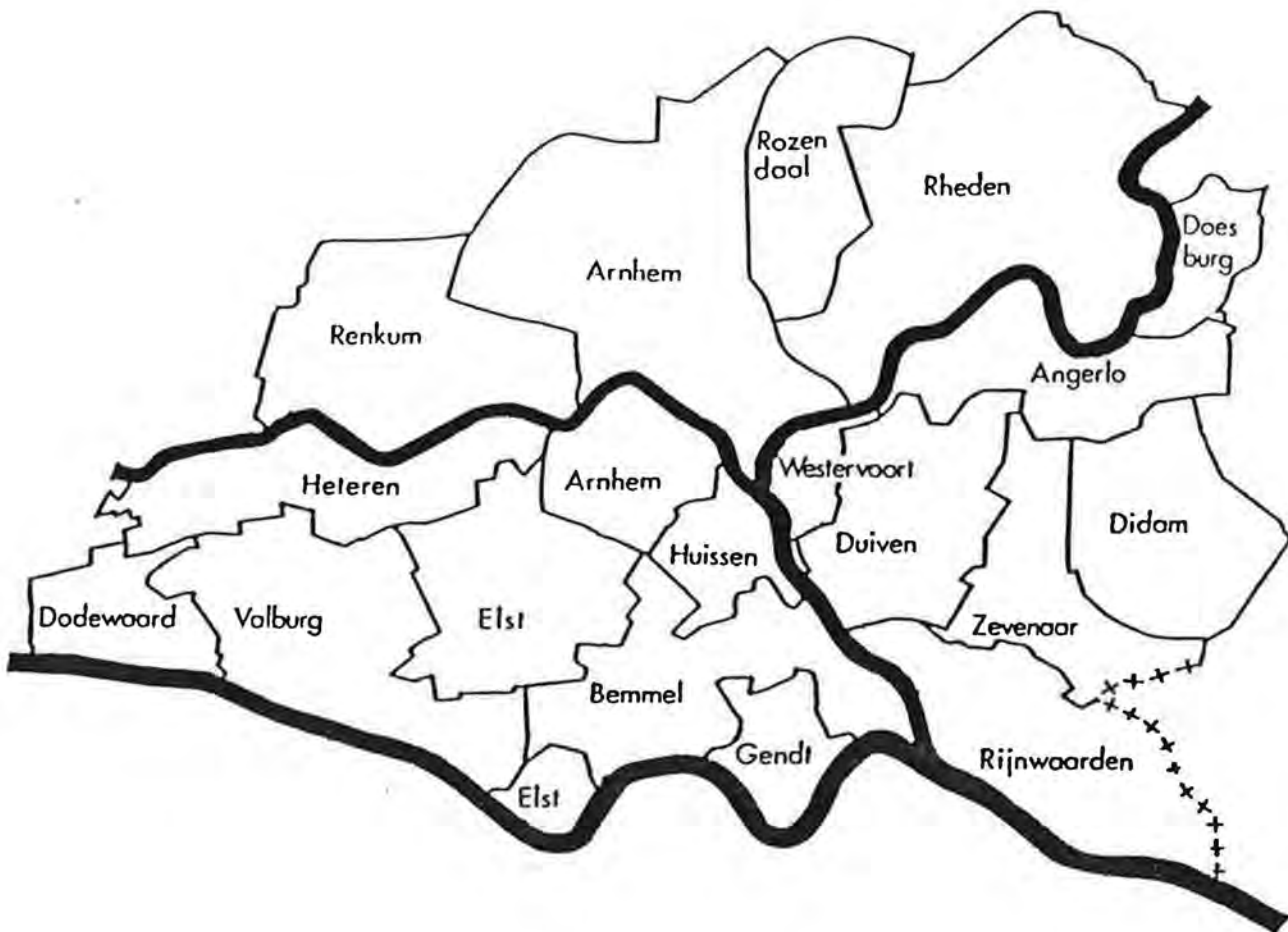 Rozen
daal
Rheden
Does
burg
Arnhem
Renkum
Angerlo
Heteren
Arnhem
Westervoort
Didam
Huissen
Duiven
Dodewaard
Valburg
Elst
Zevenaar
Bemmel
Gendt
Rijnwaarden
Elst